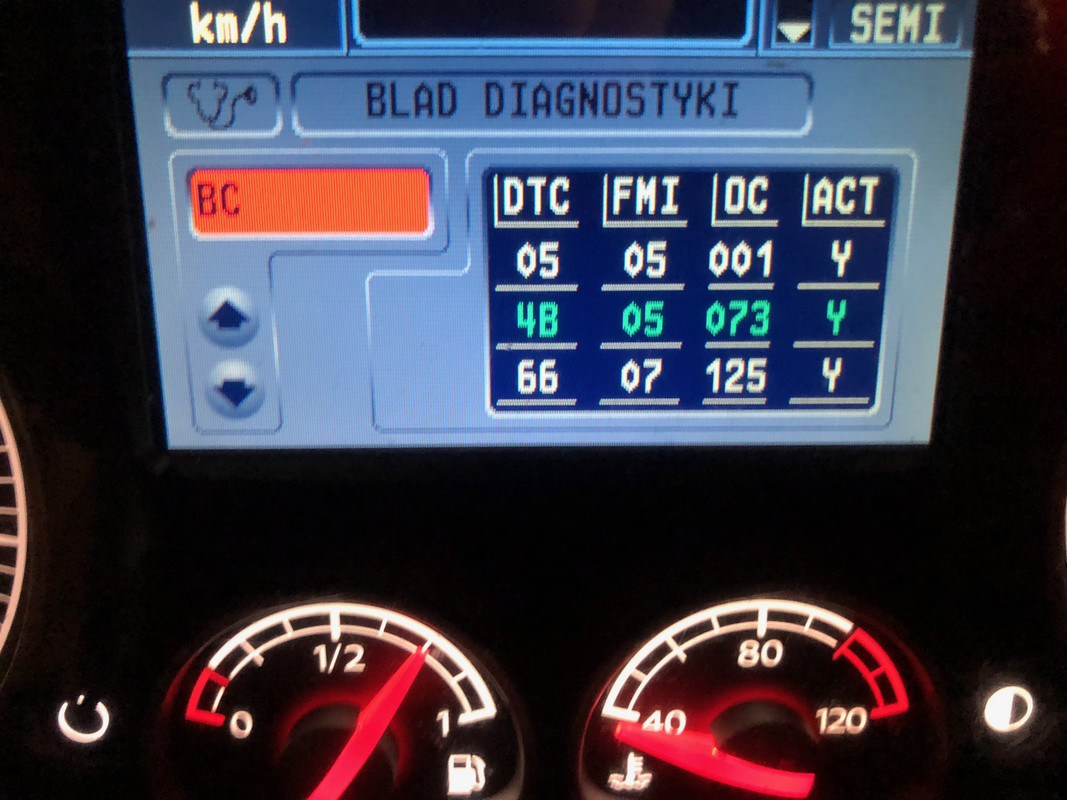 km/h SEMI
BLAD DIAGNOSTYKI
BC
DTC FMI OC ACT
05 05 001 Y
4B 05 073 Y
66 07 125 Y
0 1/2 1
40 80 120